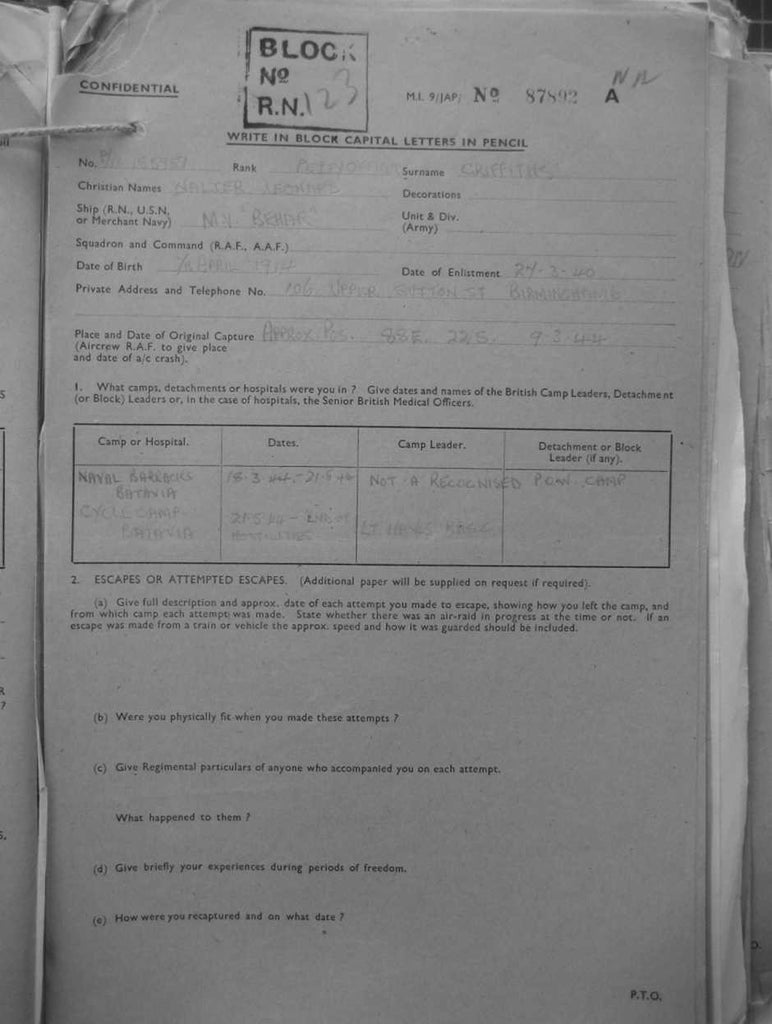 BLOCK
CONFIDENTIAL
Nº
M.I. 9/JAP/ Nº 87892 A
R.N. 123
WRITE IN BLOCK CAPITAL LETTERS IN PENCIL
No. Rank PETTY OFFICER Surname GRIFFITHS
Christian Names WALTER LEONARD Decorations
Ship (R.N., U.S.N. or Merchant Navy) M.V. "BEHAR" Unit & Div. (Army)
Squadron and Command (R.A.F., A.A.F.)
Date of Birth APRIL 1914 Date of Enlistment 24-3-40
Private Address and Telephone No. 106 UPPER SUTTON ST BIRMINGHAM 6
Place and Date of Original Capture APPROX. POS. 88E. 22S. 9.3.44
(Aircrew R.A.F. to give place
and date of a/c crash).
1. What camps, detachments or hospitals were you in ? Give dates and names of the British Camp Leaders, Detachment
(or Block) Leaders or, in the case of hospitals, the Senior British Medical Officers.
Camp or Hospital. Dates. Camp Leader. Detachment or Block
Leader (if any).
NAVAL BARRACKS 18.3.44-21.5.44 NOT A RECOGNISED P.O.W. CAMP
BATAVIA
CYCLE CAMP- 21.5.44 - END OF
BATAVIA HOSTILITIES LT.
2. ESCAPES OR ATTEMPTED ESCAPES. (Additional paper will be supplied on request if required).
(a) Give full description and approx. date of each attempt you made to escape, showing how you left the camp, and
from which camp each attempt was made. State whether there was an air-raid in progress at the time or not. If an
escape was made from a train or vehicle the approx. speed and how it was guarded should be included.
(b) Were you physically fit when you made these attempts ?
(c) Give Regimental particulars of anyone who accompanied you on each attempt.
What happened to them ?
(d) Give briefly your experiences during periods of freedom.
(e) How were you recaptured and on what date ?
P.T.O.